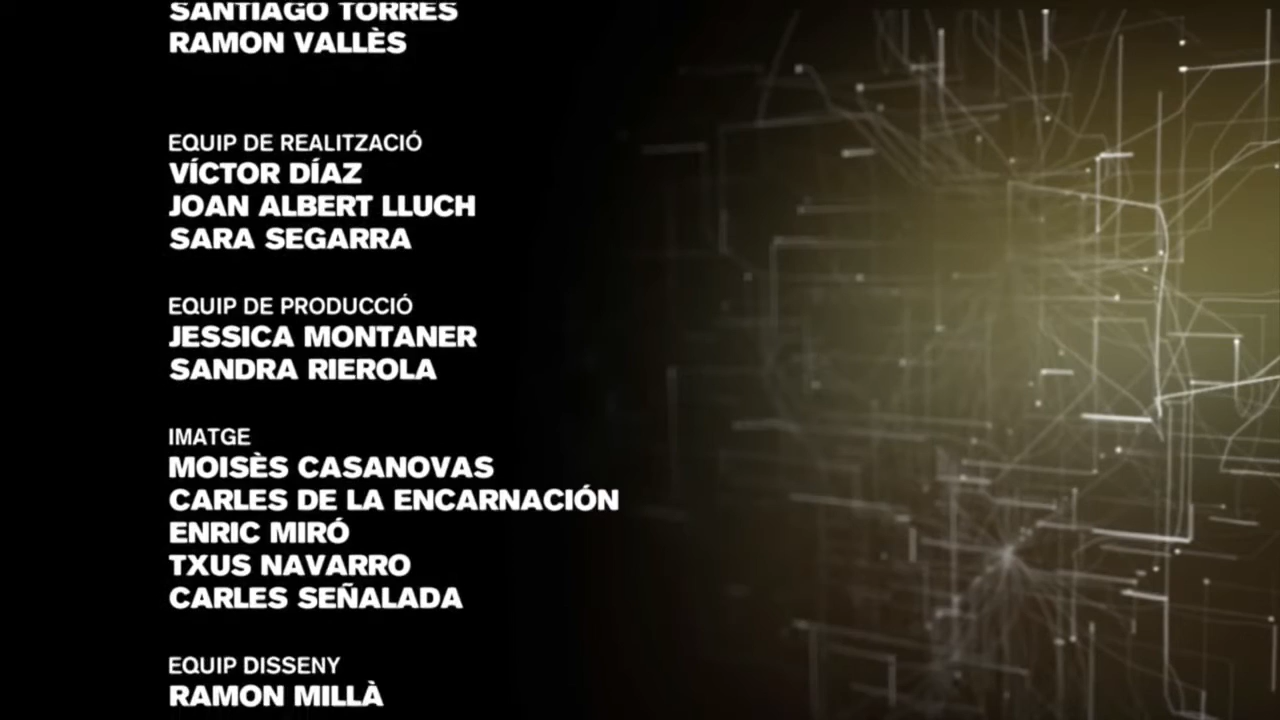 SANTIAGO TORRES
RAMON VALLÈS
EQUIP DE REALITZACIÓ
VÍCTOR DÍAZ
JOAN ALBERT LLUCH
SARA SEGARRA
EQUIP DE PRODUCCIÓ
JESSICA MONTANER
SANDRA RIEROLA
IMATGE
MOISÈS CASANOVAS
CARLES DE LA ENCARNACIÓN
ENRIC MIRÓ
TXUS NAVARRO
CARLES SEÑALADA
EQUIP DISSENY
RAMON MILLÀ